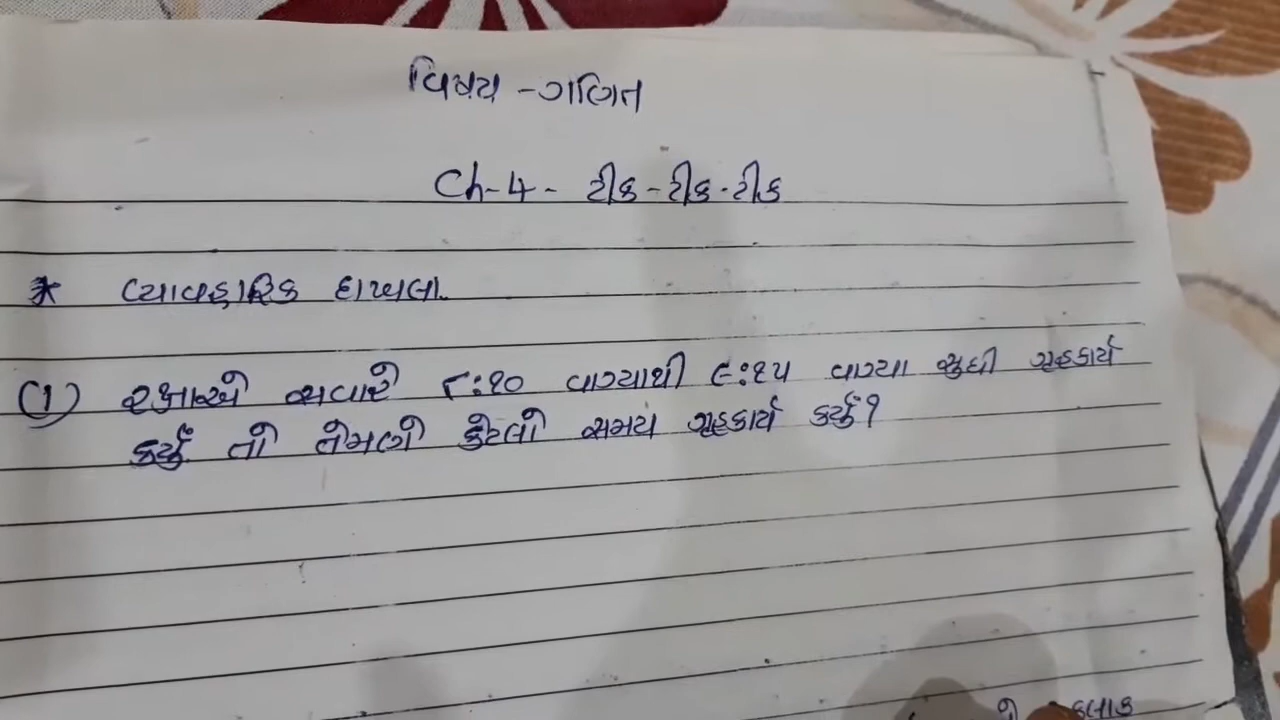 વિષય - ગણિત
Ch-4- ટીક-ટીક-ટીક
* વ્યાવહારિક દાખલા.
(1) રક્ષાએ સવારે ૮:૧૦ વાગ્યાથી ૯:૧૫ વાગ્યા સુધી ગૃહકાર્ય
કર્યું તો તેમણે કેટલો સમય ગૃહકાર્ય કર્યું?
કલાક